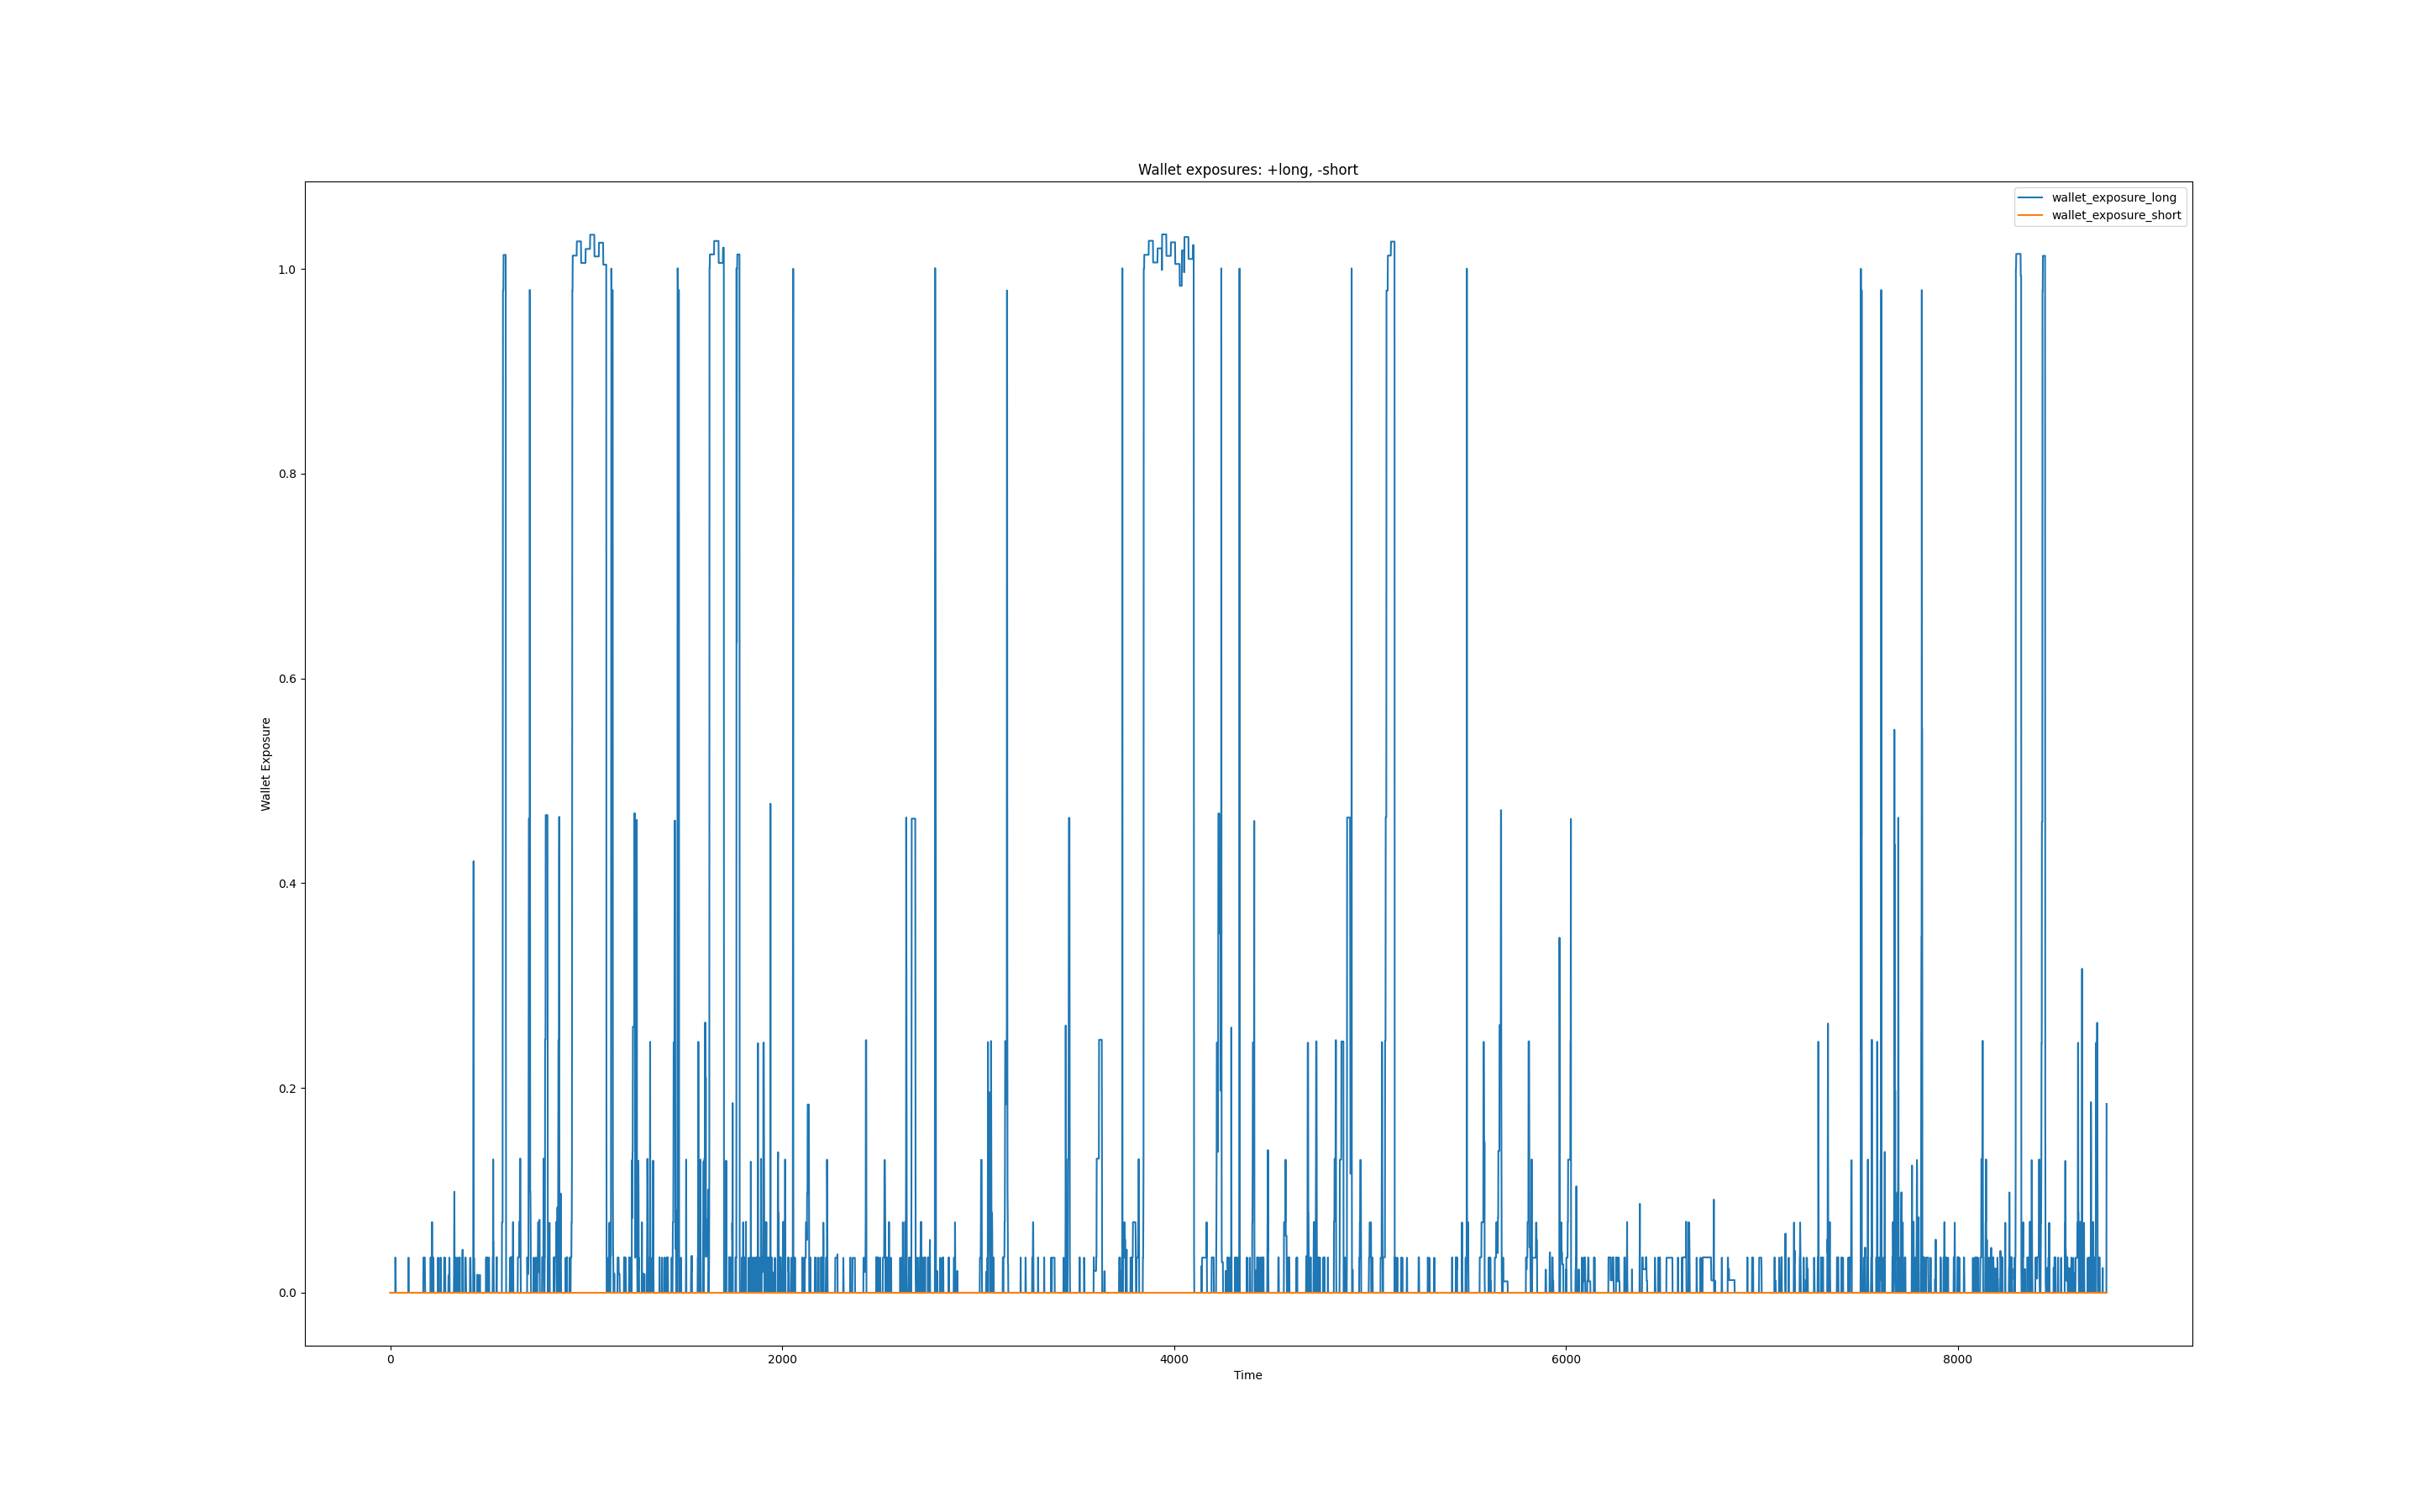 Wallet exposures: +long, -short
wallet_exposure_long
wallet_exposure_short
1.0
0.8
0.6
0.4
0.2
0.0
Wallet Exposure
0 2000 4000 6000 8000
Time